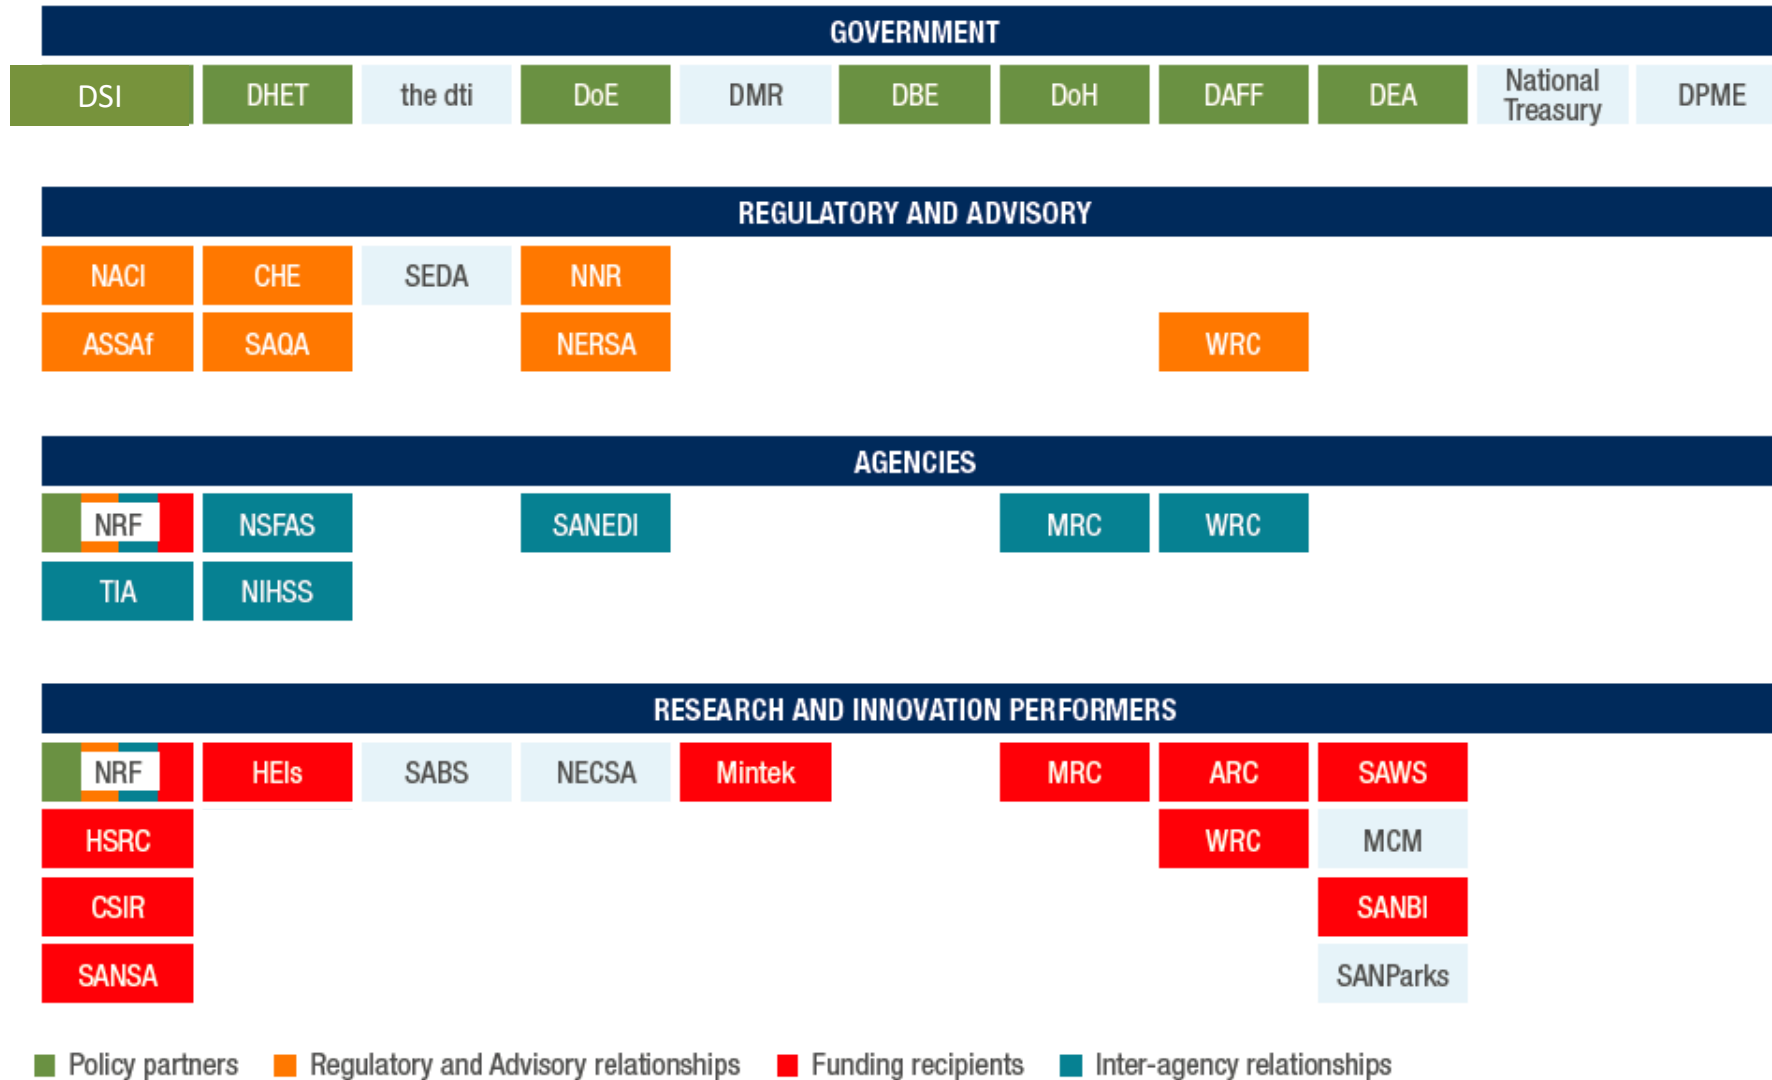 GOVERNMENT
DSI DHET the dti DoE DMR DBE DoH DAFF DEA National Treasury DPME
REGULATORY AND ADVISORY
NACI CHE SEDA NNR
ASSAf SAQA NERSA WRC
AGENCIES
NRF NSFAS SANEDI MRC WRC
TIA NIHSS
RESEARCH AND INNOVATION PERFORMERS
NRF HEIs SABS NECSA Mintek MRC ARC SAWS
HSRC WRC MCM
CSIR SANBI
SANSA SANParks
Policy partners Regulatory and Advisory relationships Funding recipients Inter-agency relationships